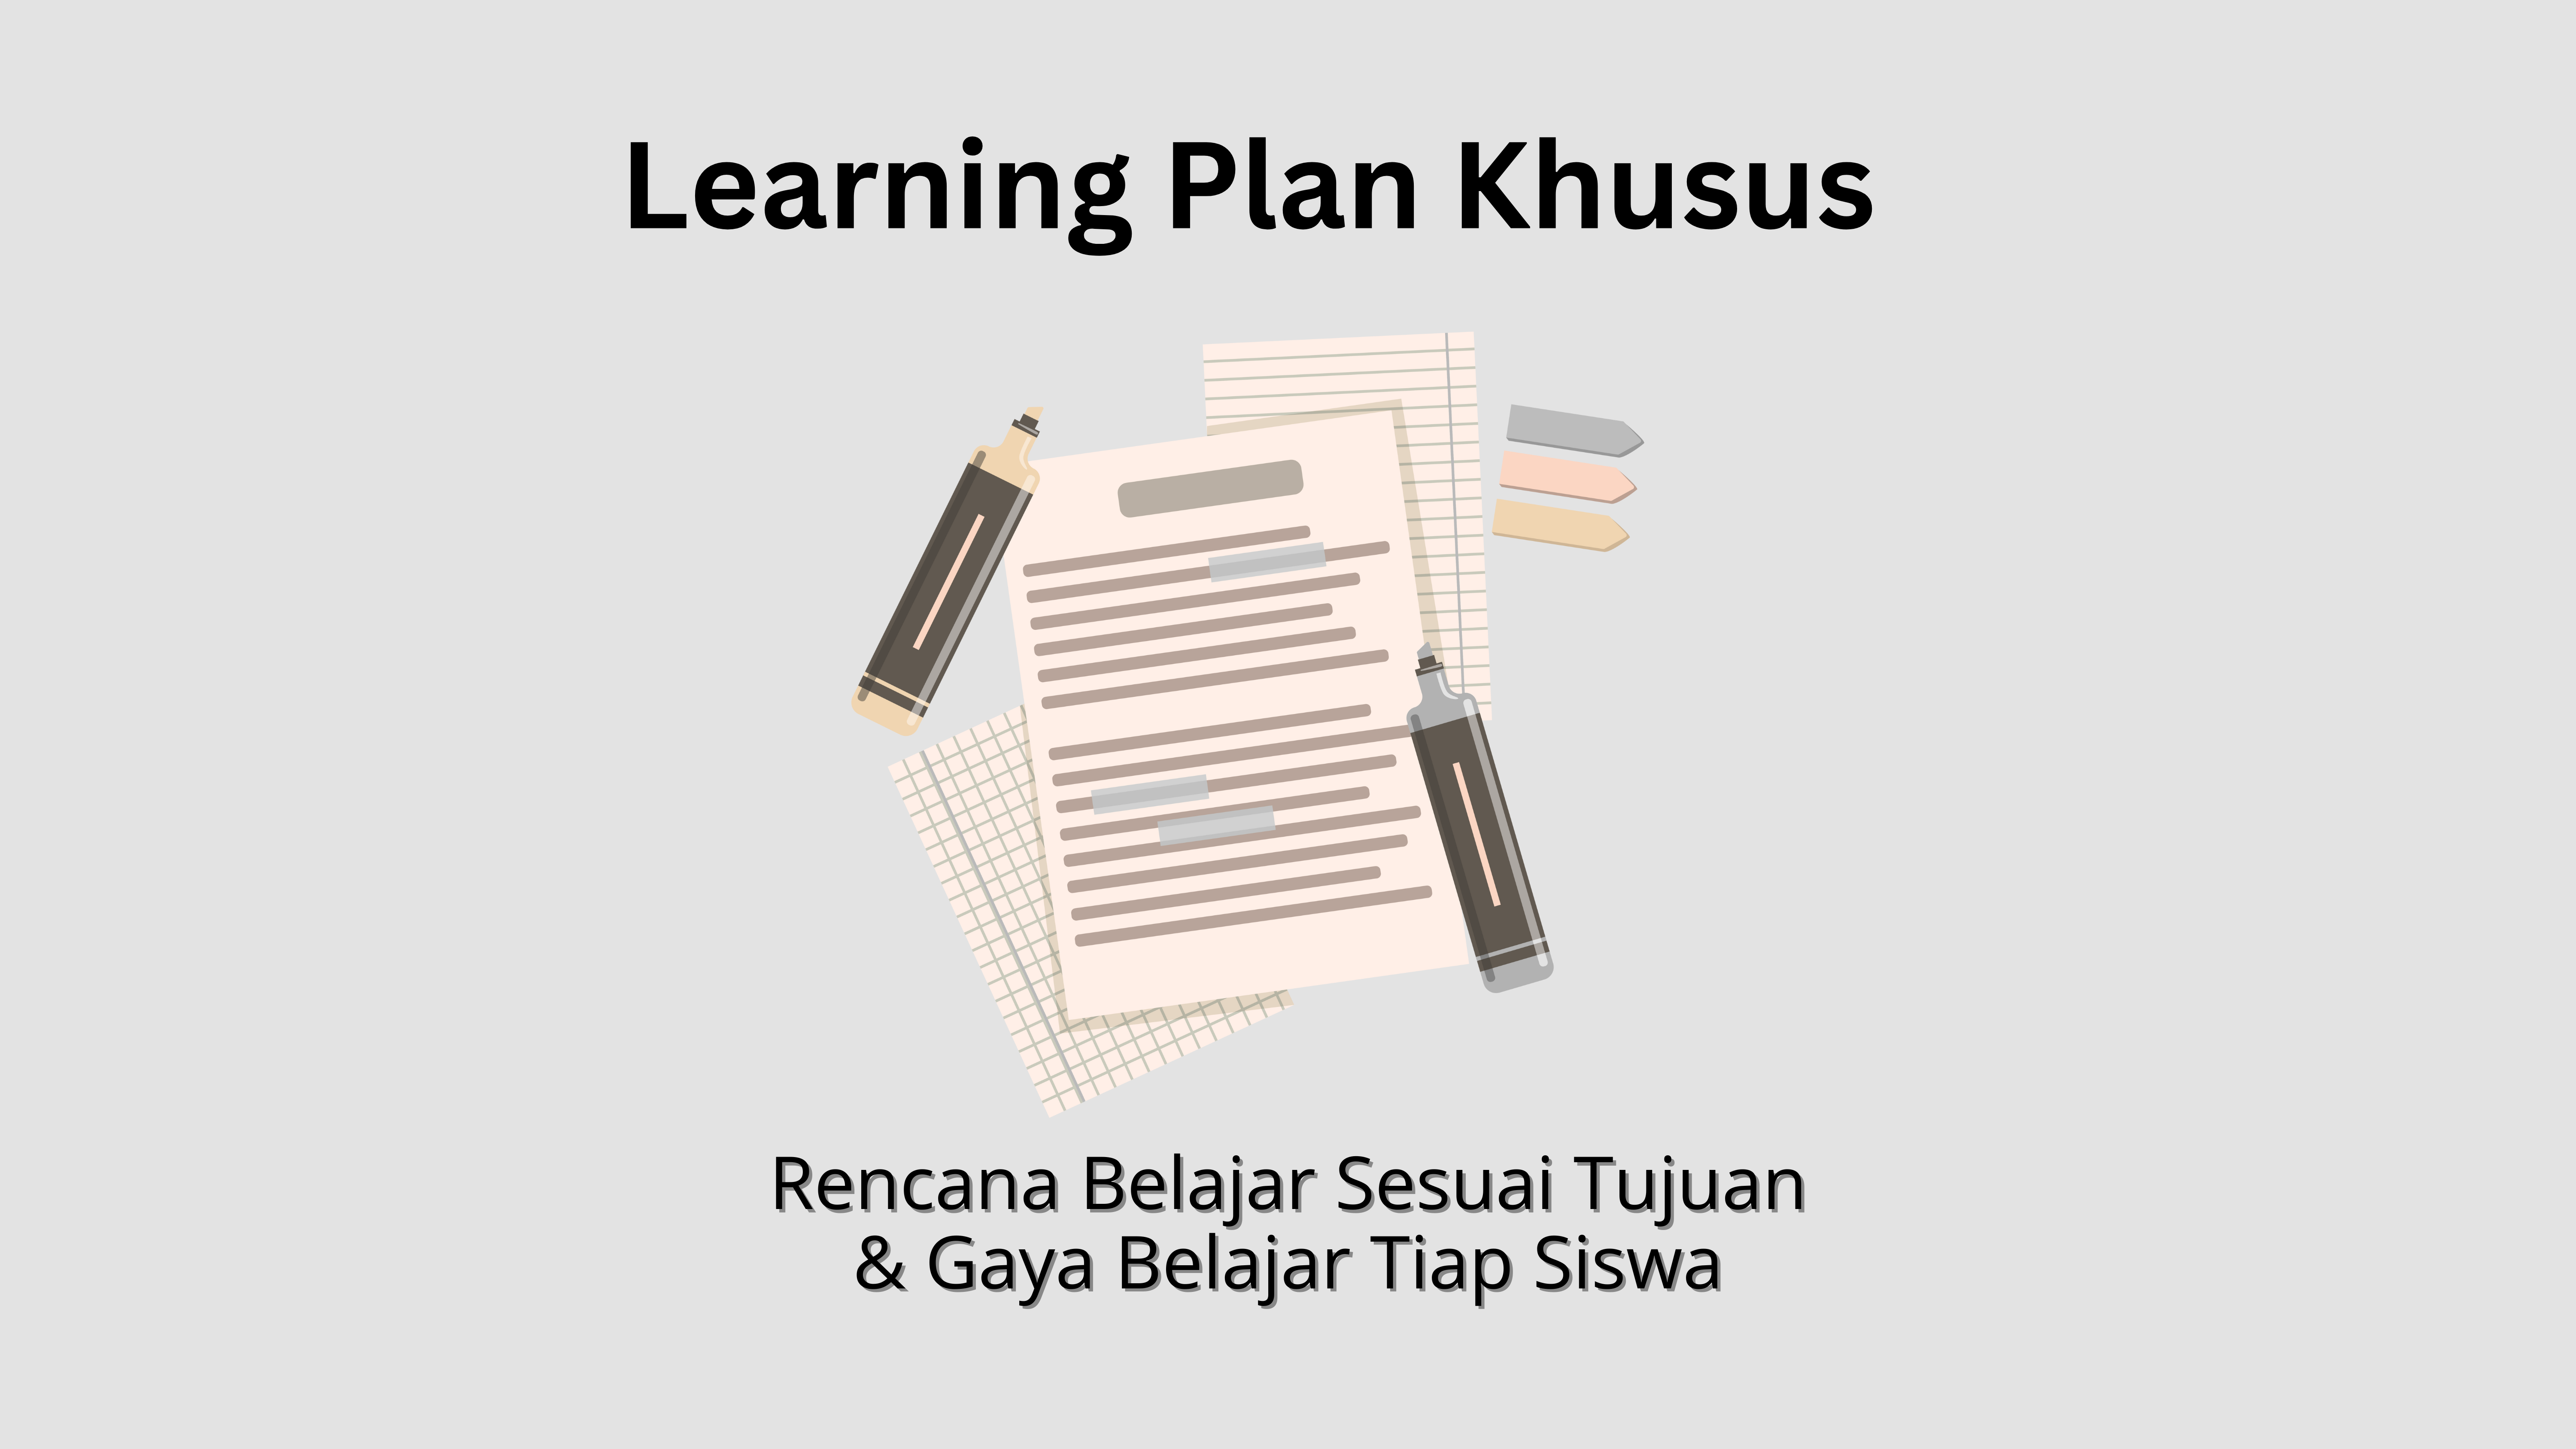 Learning Plan Khusus
Rencana Belajar Sesuai Tujuan
& Gaya Belajar Tiap Siswa